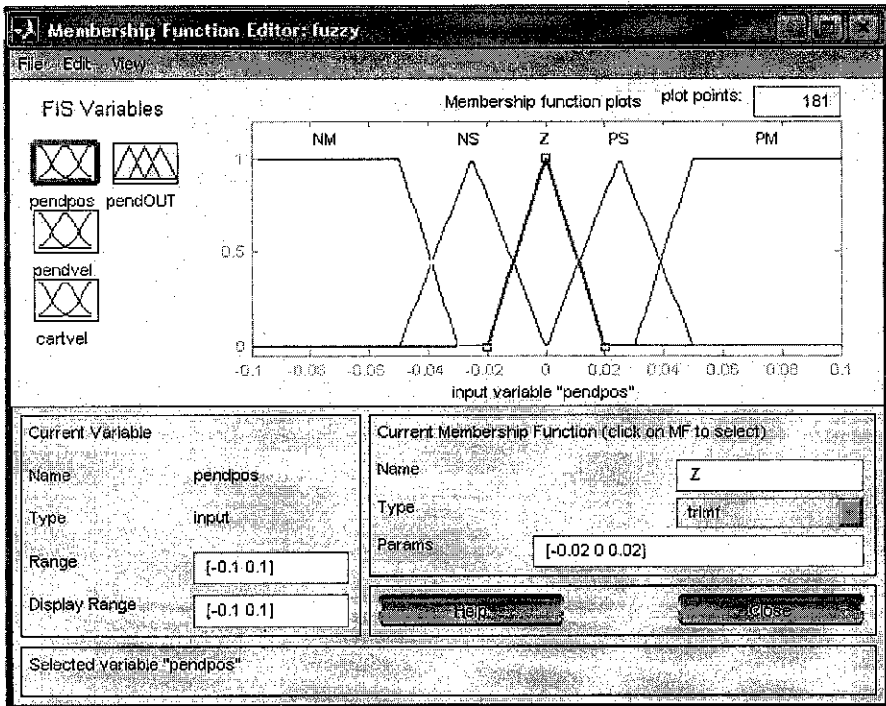 Membership Function Editor: fuzzy
File Edit View
FIS Variables
pendpos pendOUT
pendvel
cartvel
Membership function plots plot points: 181
NM NS Z PS PM
1
0.5
0
-0.1 -0.08 -0.06 -0.04 -0.02 0 0.02 0.04 0.06 0.08 0.1
input variable "pendpos"
Current Variable
Name pendpos
Type input
Range [-0.1 0.1]
Display Range [-0.1 0.1]
Current Membership Function (click on MF to select)
Name Z
Type trimf
Params [-0.02 0 0.02]
Help Close
Selected variable "pendpos"